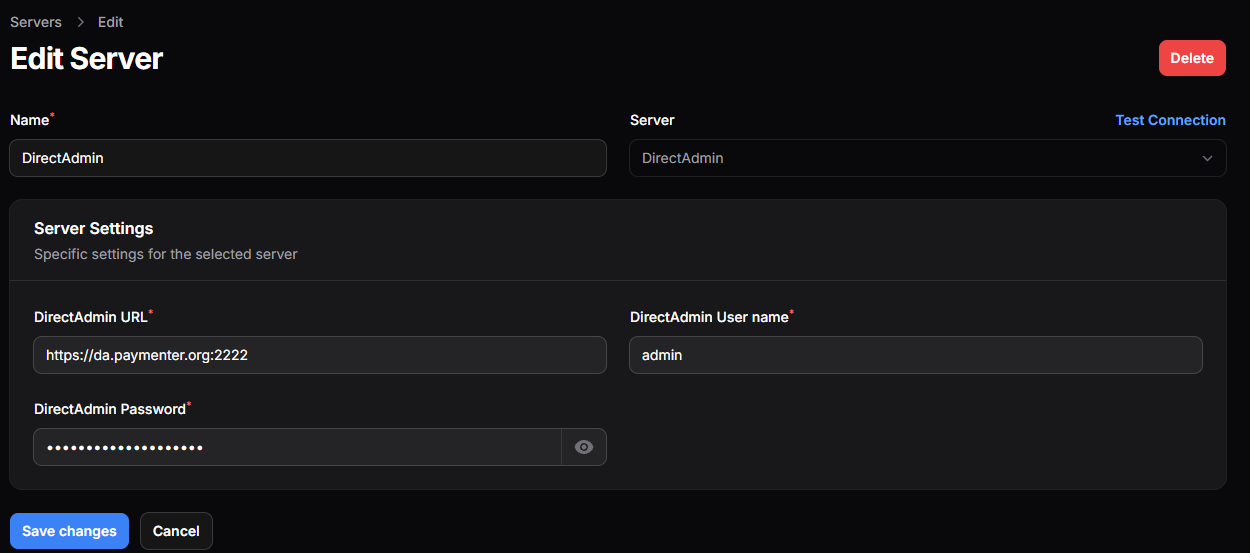 Servers > Edit
Edit Server
Delete
Name*
Server
Test Connection
DirectAdmin
DirectAdmin
Server Settings
Specific settings for the selected server
DirectAdmin URL*
DirectAdmin User name*
https://da.paymenter.org:2222
admin
DirectAdmin Password*
••••••••••••••••••••
Save changes
Cancel